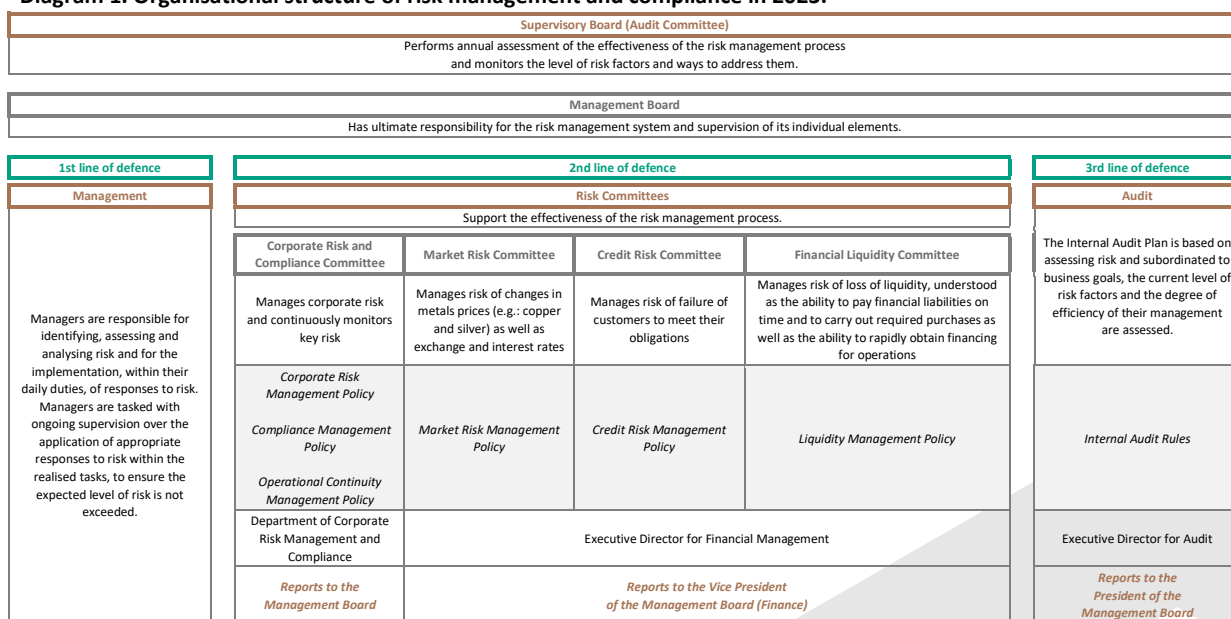 Diagram 1. Organisational structure of risk management and compliance in 2023.
Supervisory Board (Audit Committee)
Performs annual assessment of the effectiveness of the risk management process
and monitors the level of risk factors and ways to address them.
Management Board
Has ultimate responsibility for the risk management system and supervision of its individual elements.
1st line of defence
Management
Managers are responsible for
identifying, assessing and
analysing risk and for the
implementation, within their
daily duties, of responses to risk.
Managers are tasked with
ongoing supervision over the
application of appropriate
responses to risk within the
realised tasks, to ensure the
expected level of risk is not
exceeded.
2nd line of defence
Risk Committees
Support the effectiveness of the risk management process.
Corporate Risk and
Compliance Committee
Manages corporate risk
and continuously monitors
key risk
Corporate Risk
Management Policy
Compliance Management
Policy
Operational Continuity
Management Policy
Department of Corporate
Risk Management and
Compliance
Reports to the
Management Board
Market Risk Committee
Manages risk of changes in
metals prices (e.g.: copper
and silver) as well as
exchange and interest rates
Market Risk Management
Policy
Credit Risk Committee
Manages risk of failure of
customers to meet their
obligations
Credit Risk Management
Policy
Financial Liquidity Committee
Manages risk of loss of liquidity, understood
as the ability to pay financial liabilities on
time and to carry out required purchases as
well as the ability to rapidly obtain financing
for operations
Liquidity Management Policy
Executive Director for Financial Management
Reports to the Vice President
of the Management Board (Finance)
3rd line of defence
Audit
The Internal Audit Plan is based on
assessing risk and subordinated to
business goals, the current level of
risk factors and the degree of
efficiency of their management
are assessed.
Internal Audit Rules
Executive Director for Audit
Reports to the
President of the
Management Board